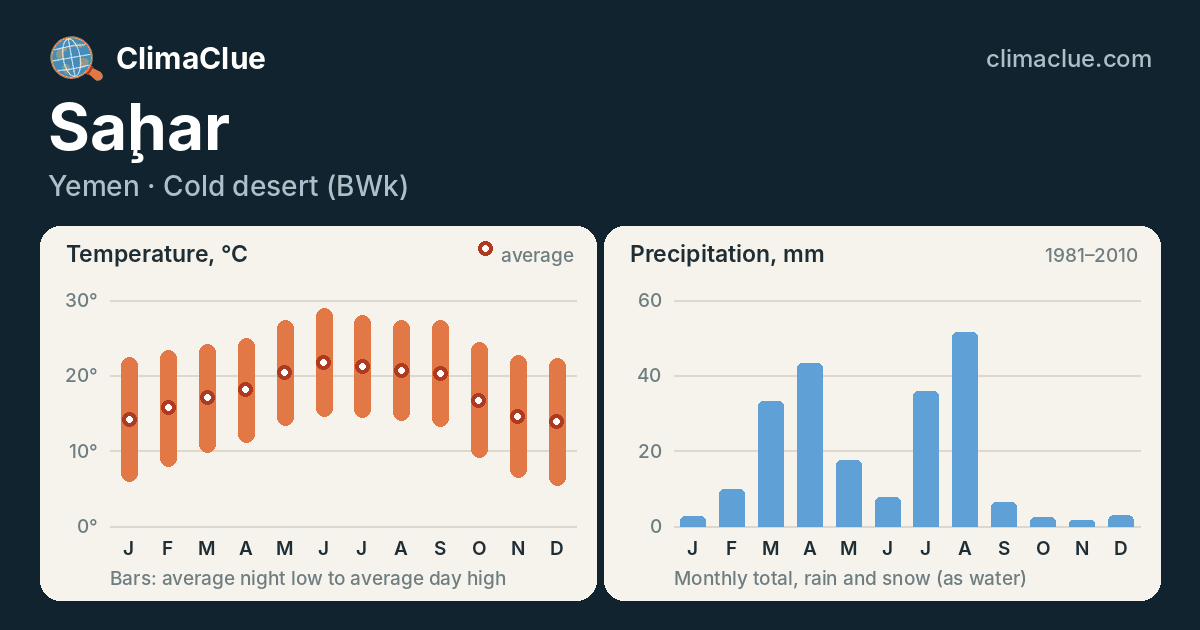 ClimaClue
climaclue.com
Saḩar
Yemen · Cold desert (BWk)
Temperature, °C
average
30°
20°
10°
0°
J F M A M J J A S O N D
Bars: average night low to average day high
Precipitation, mm
1981–2010
60
40
20
0
J F M A M J J A S O N D
Monthly total, rain and snow (as water)